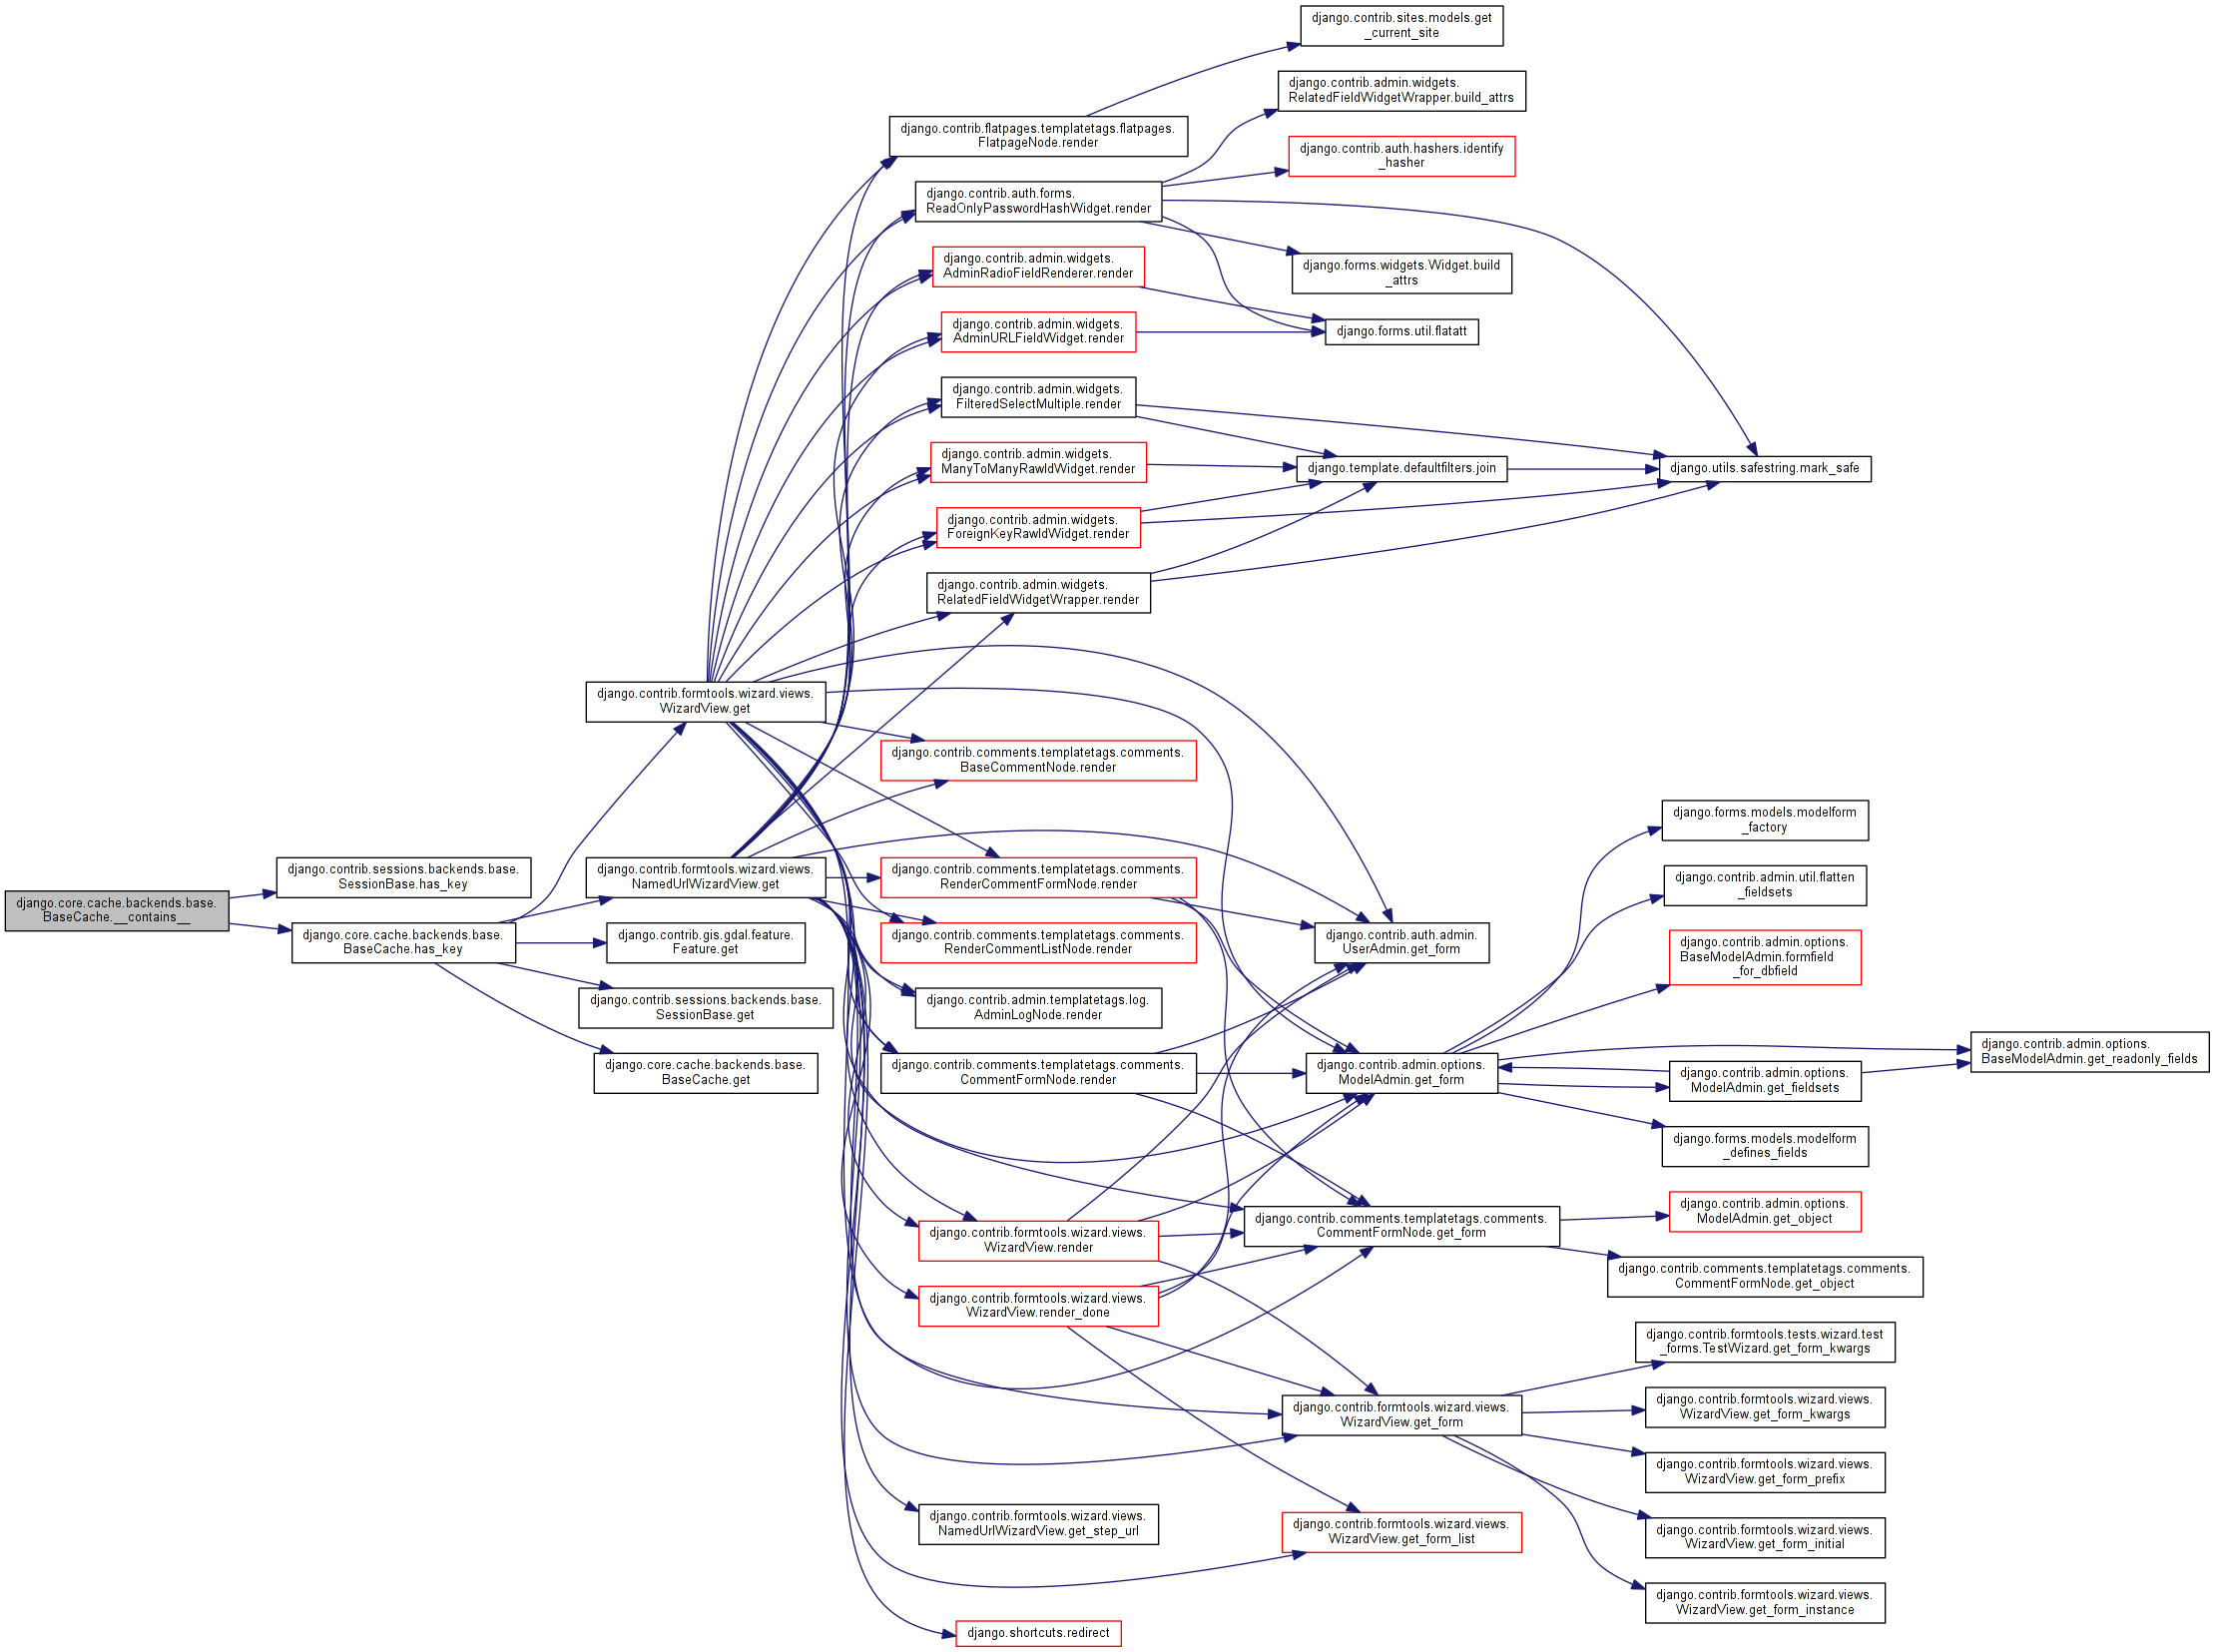 django.core.cache.backends.base.
BaseCache.__contains__
django.contrib.sessions.backends.base.
SessionBase.has_key
django.core.cache.backends.base.
BaseCache.has_key
django.contrib.formtools.wizard.views.
WizardView.get
django.contrib.formtools.wizard.views.
NamedUrlWizardView.get
django.contrib.gis.gdal.feature.
Feature.get
django.contrib.sessions.backends.base.
SessionBase.get
django.core.cache.backends.base.
BaseCache.get
django.contrib.flatpages.templatetags.flatpages.
FlatpageNode.render
django.contrib.auth.forms.
ReadOnlyPasswordHashWidget.render
django.contrib.admin.widgets.
AdminRadioFieldRenderer.render
django.contrib.admin.widgets.
AdminURLFieldWidget.render
django.contrib.admin.widgets.
FilteredSelectMultiple.render
django.contrib.admin.widgets.
ManyToManyRawIdWidget.render
django.contrib.admin.widgets.
ForeignKeyRawIdWidget.render
django.contrib.admin.widgets.
RelatedFieldWidgetWrapper.render
django.contrib.comments.templatetags.comments.
BaseCommentNode.render
django.contrib.comments.templatetags.comments.
RenderCommentFormNode.render
django.contrib.comments.templatetags.comments.
RenderCommentListNode.render
django.contrib.admin.templatetags.log.
AdminLogNode.render
django.contrib.comments.templatetags.comments.
CommentFormNode.render
django.contrib.formtools.wizard.views.
WizardView.render
django.contrib.formtools.wizard.views.
WizardView.render_done
django.contrib.formtools.wizard.views.
NamedUrlWizardView.get_step_url
django.shortcuts.redirect
django.contrib.sites.models.get
_current_site
django.contrib.admin.widgets.
RelatedFieldWidgetWrapper.build_attrs
django.contrib.auth.hashers.identify
_hasher
django.forms.widgets.Widget.build
_attrs
django.forms.util.flatatt
django.template.defaultfilters.join
django.utils.safestring.mark_safe
django.contrib.auth.admin.
UserAdmin.get_form
django.contrib.admin.options.
ModelAdmin.get_form
django.contrib.comments.templatetags.comments.
CommentFormNode.get_form
django.contrib.formtools.wizard.views.
WizardView.get_form
django.contrib.formtools.wizard.views.
WizardView.get_form_list
django.forms.models.modelform
_factory
django.contrib.admin.util.flatten
_fieldsets
django.contrib.admin.options.
BaseModelAdmin.formfield
_for_dbfield
django.contrib.admin.options.
ModelAdmin.get_fieldsets
django.contrib.admin.options.
BaseModelAdmin.get_readonly_fields
django.forms.models.modelform
_defines_fields
django.contrib.admin.options.
ModelAdmin.get_object
django.contrib.comments.templatetags.comments.
CommentFormNode.get_object
django.contrib.formtools.tests.wizard.test
_forms.TestWizard.get_form_kwargs
django.contrib.formtools.wizard.views.
WizardView.get_form_kwargs
django.contrib.formtools.wizard.views.
WizardView.get_form_prefix
django.contrib.formtools.wizard.views.
WizardView.get_form_initial
django.contrib.formtools.wizard.views.
WizardView.get_form_instance